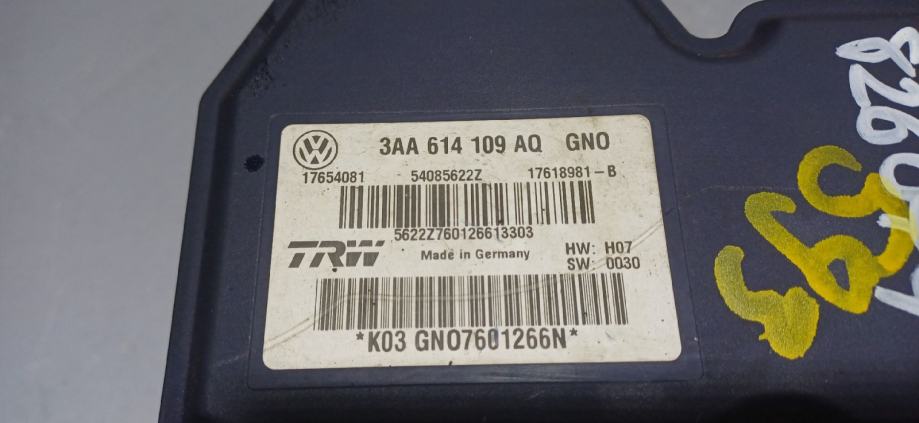 3AA 614 109 AQ GNO
17654081 54085622Z 17618981-B
5622Z760126613303
TRW Made in Germany HW: H07
SW: 0030
*K03 GNO7601266N*